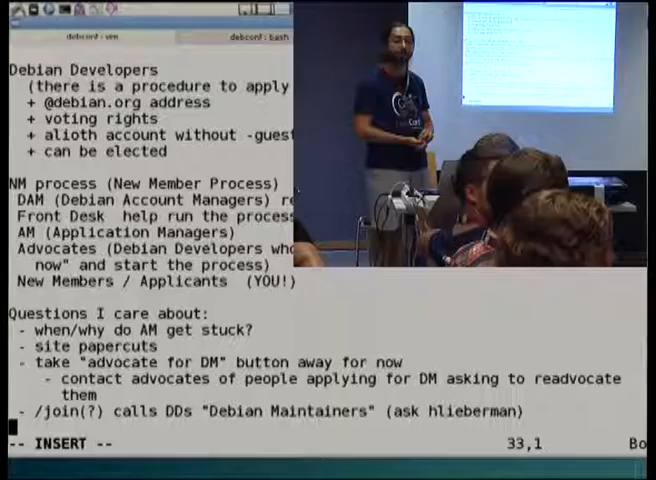 debconf : vim
debconf : bash
Debian Developers
(there is a procedure to apply
+ @debian.org address
+ voting rights
+ alioth account without -guest
+ can be elected
NM process (New Member Process)
DAM (Debian Account Managers) re
Front Desk help run the process
AM (Application Managers)
Advocates (Debian Developers who
now" and start the process)
New Members / Applicants (YOU!)
Questions I care about:
- when/why do AM get stuck?
- site papercuts
- take "advocate for DM" button away for now
- contact advocates of people applying for DM asking to readvocate
them
- /join(?) calls DDs "Debian Maintainers" (ask hlieberman)
-- INSERT -- 33,1 Bo